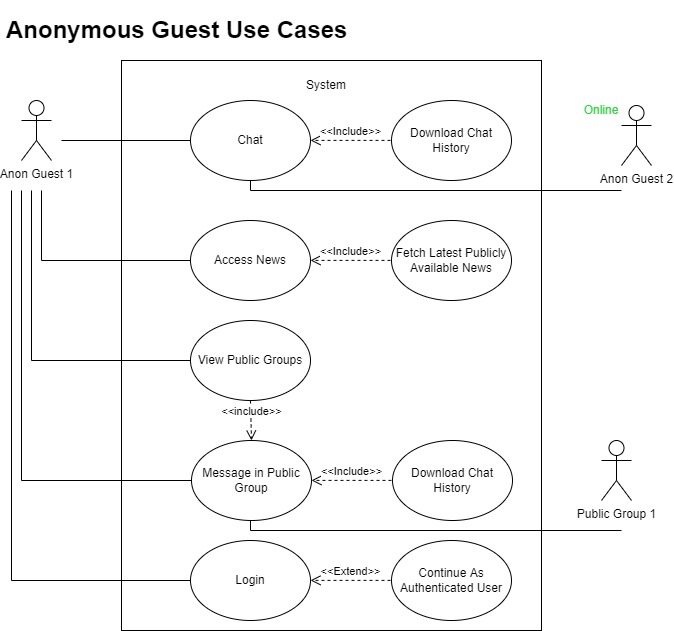 Anonymous Guest Use Cases
System
Online
Anon Guest 1
Chat
<<Include>>
Download Chat
History
Anon Guest 2
Access News
<<Include>>
Fetch Latest Publicly
Available News
View Public Groups
<<include>>
Message in Public
Group
<<Include>>
Download Chat
History
Public Group 1
Login
<<Extend>>
Continue As
Authenticated User